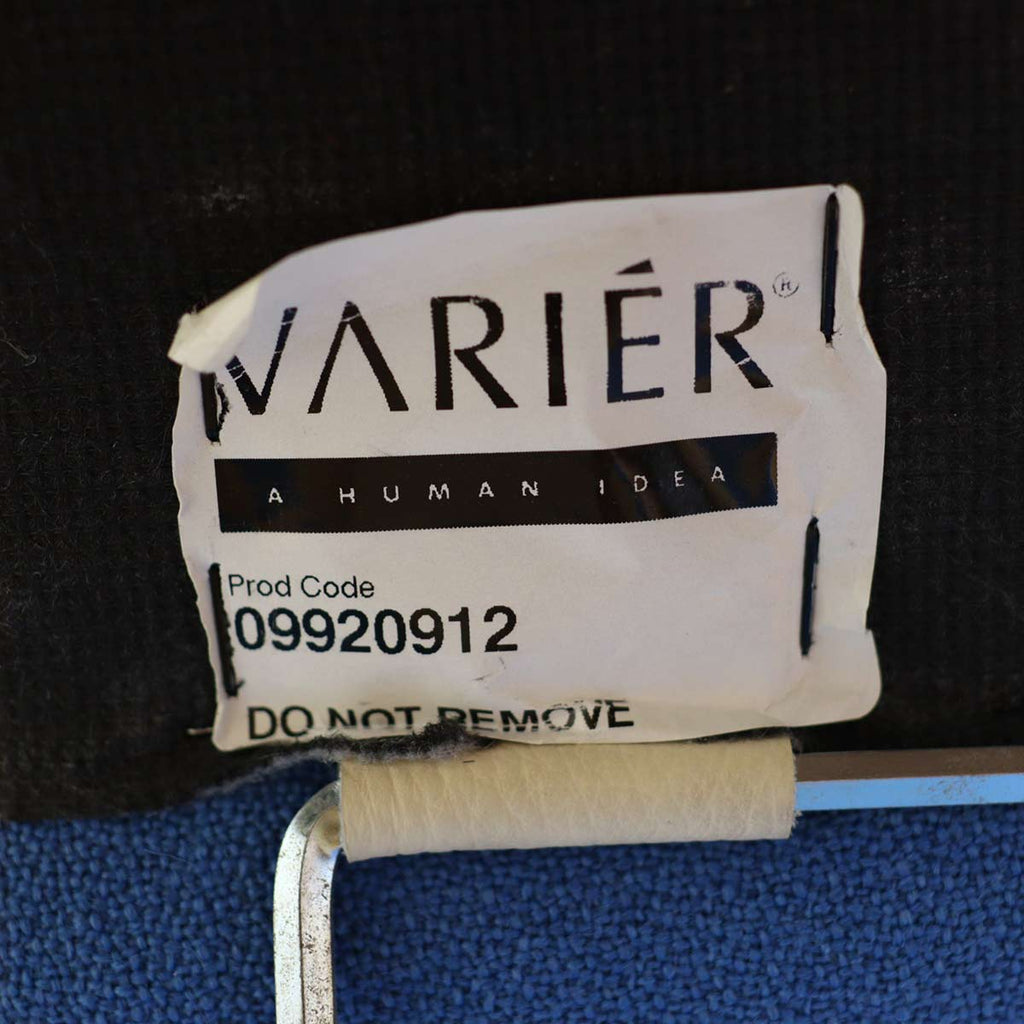 VARIÉR®
A HUMAN IDEA
Prod Code
09920912
DO NOT REMOVE